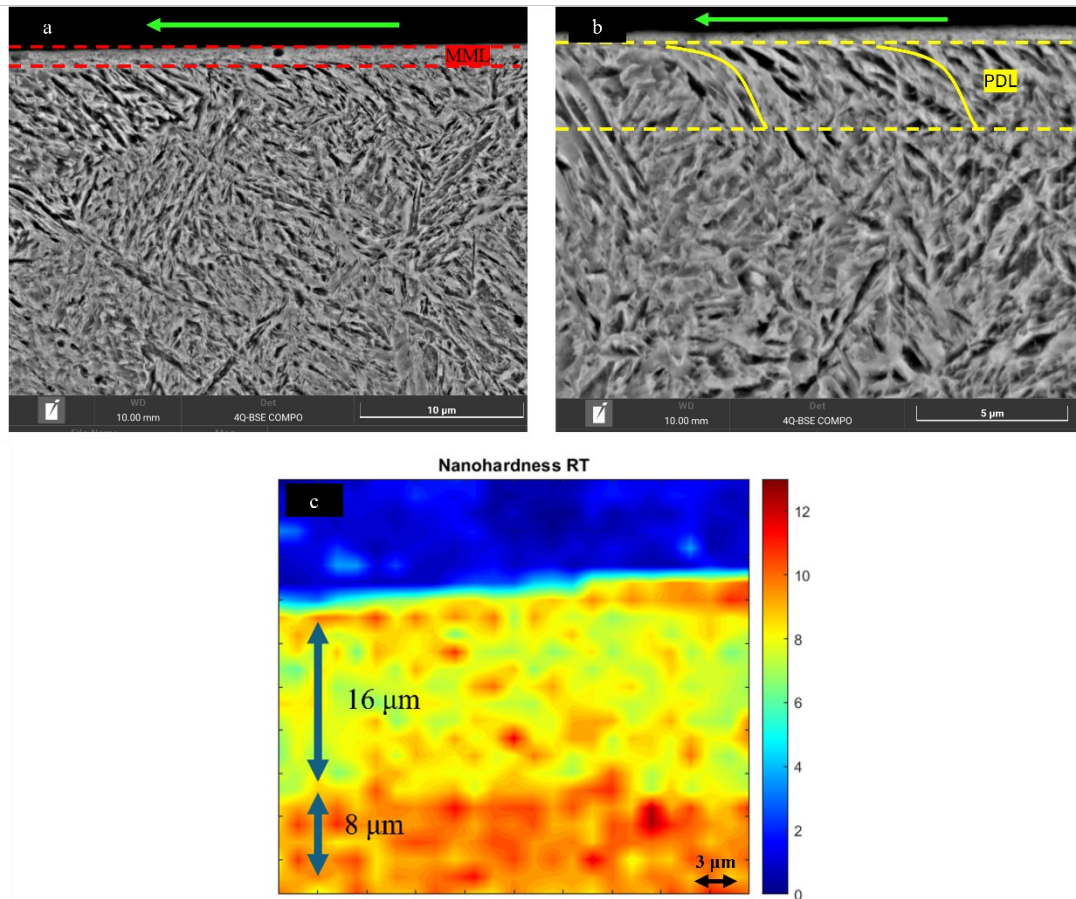 a
MML
WD
10.00 mm
Det
4Q-BSE COMPO
10 µm
b
PDL
WD
10.00 mm
Det
4Q-BSE COMPO
5 µm
Nanohardness RT
c
16 µm
8 µm
3 µm
12
10
8
6
4
2
0